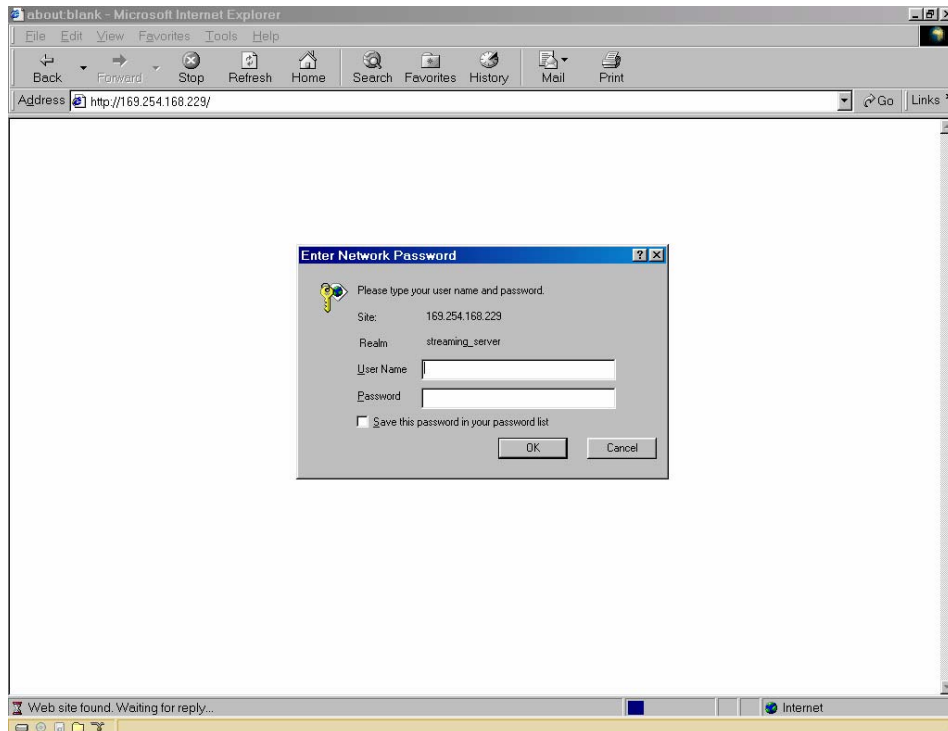 about:blank - Microsoft Internet Explorer
File Edit View Favorites Tools Help
Back Forward Stop Refresh Home Search Favorites History Mail Print
Address http://169.254.168.229/ Go Links
Enter Network Password
Please type your user name and password.
Site: 169.254.168.229
Realm streaming_server
User Name
Password
Save this password in your password list
OK Cancel
Web site found. Waiting for reply... Internet